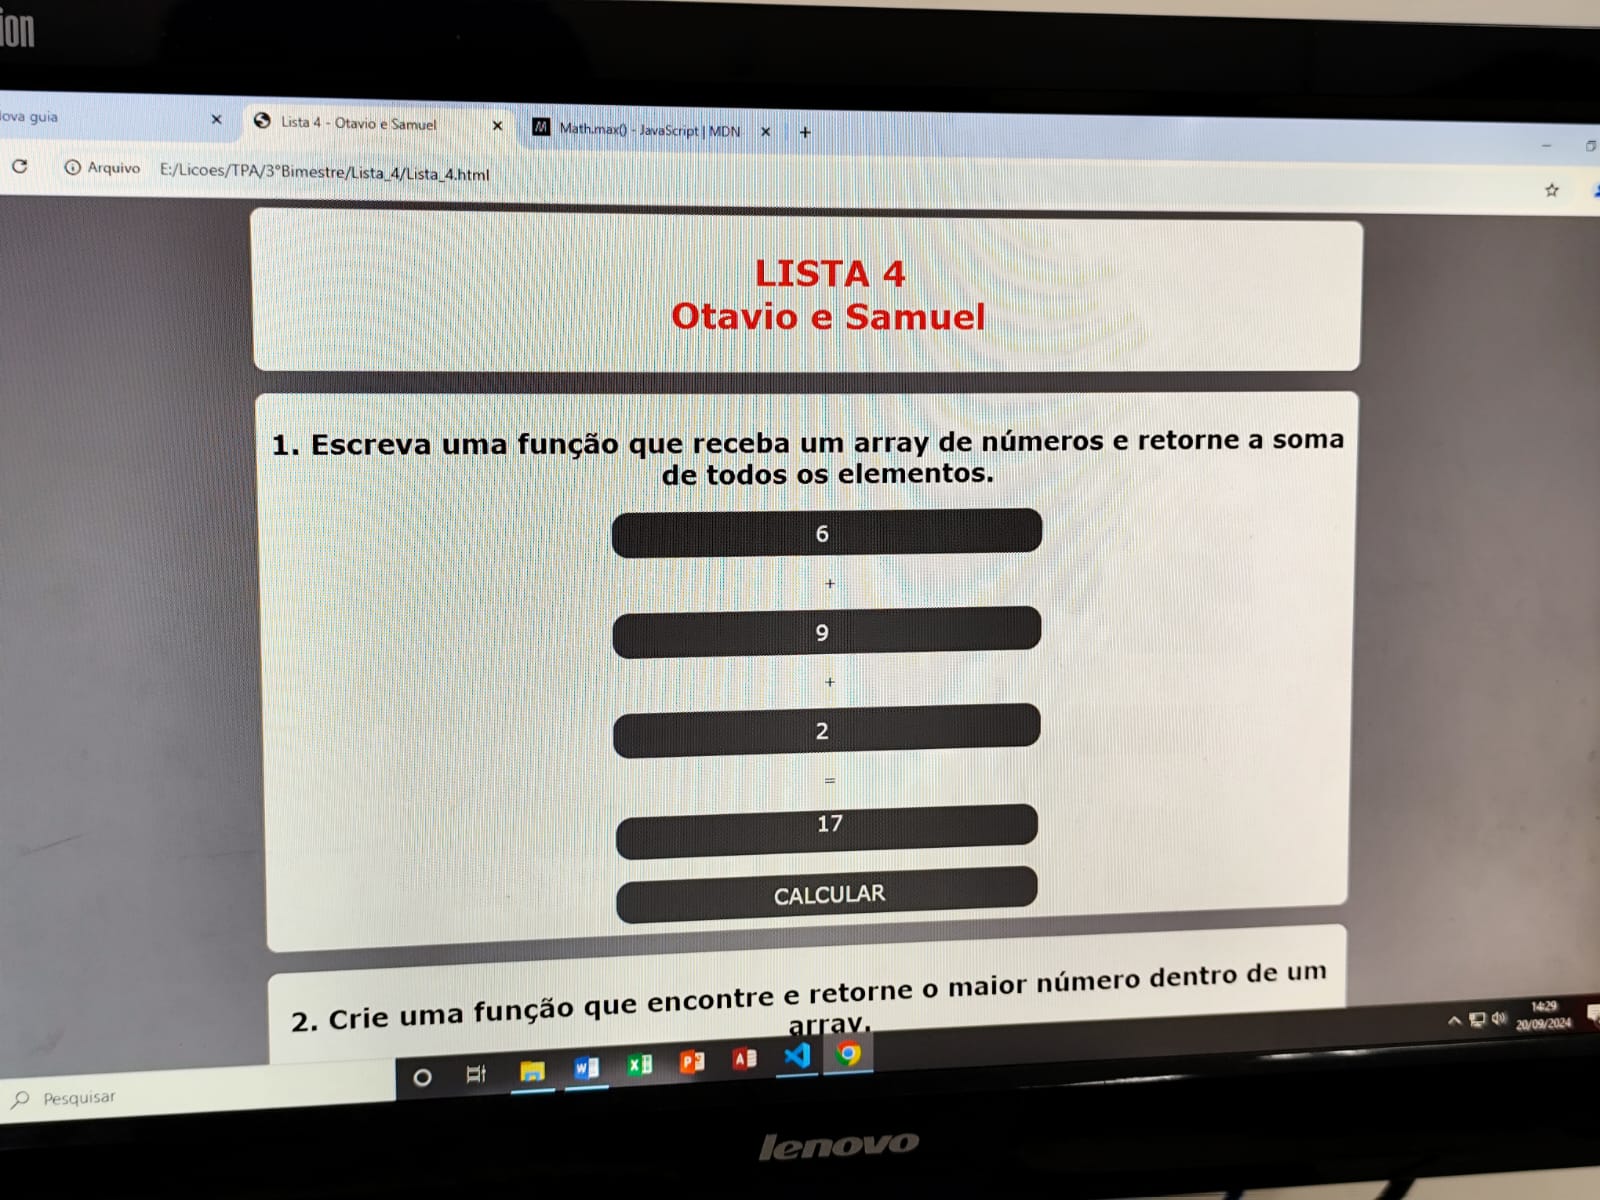 ion
ova guia
Lista 4 - Otavio e Samuel
Math.max() - JavaScript | MDN
Arquivo E:/Licoes/TPA/3ºBimestre/Lista_4/Lista_4.html
LISTA 4
Otavio e Samuel
1. Escreva uma função que receba um array de números e retorne a soma
de todos os elementos.
6
+
9
+
2
=
17
CALCULAR
2. Crie uma função que encontre e retorne o maior número dentro de um
array.
Pesquisar
14:29
20/09/2024
lenovo